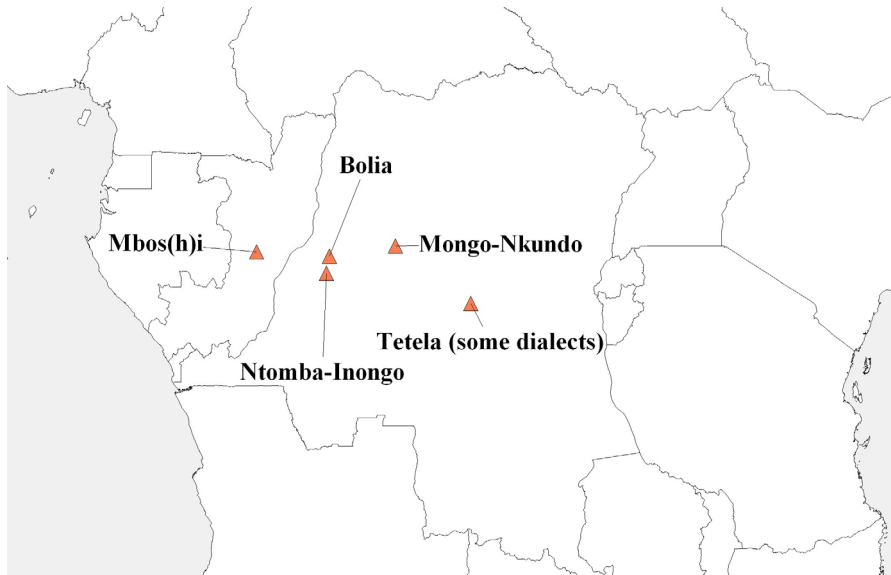 Bolia
Mbos(h)i
Mongo-Nkundo
Tetela (some dialects)
Ntomba-Inongo